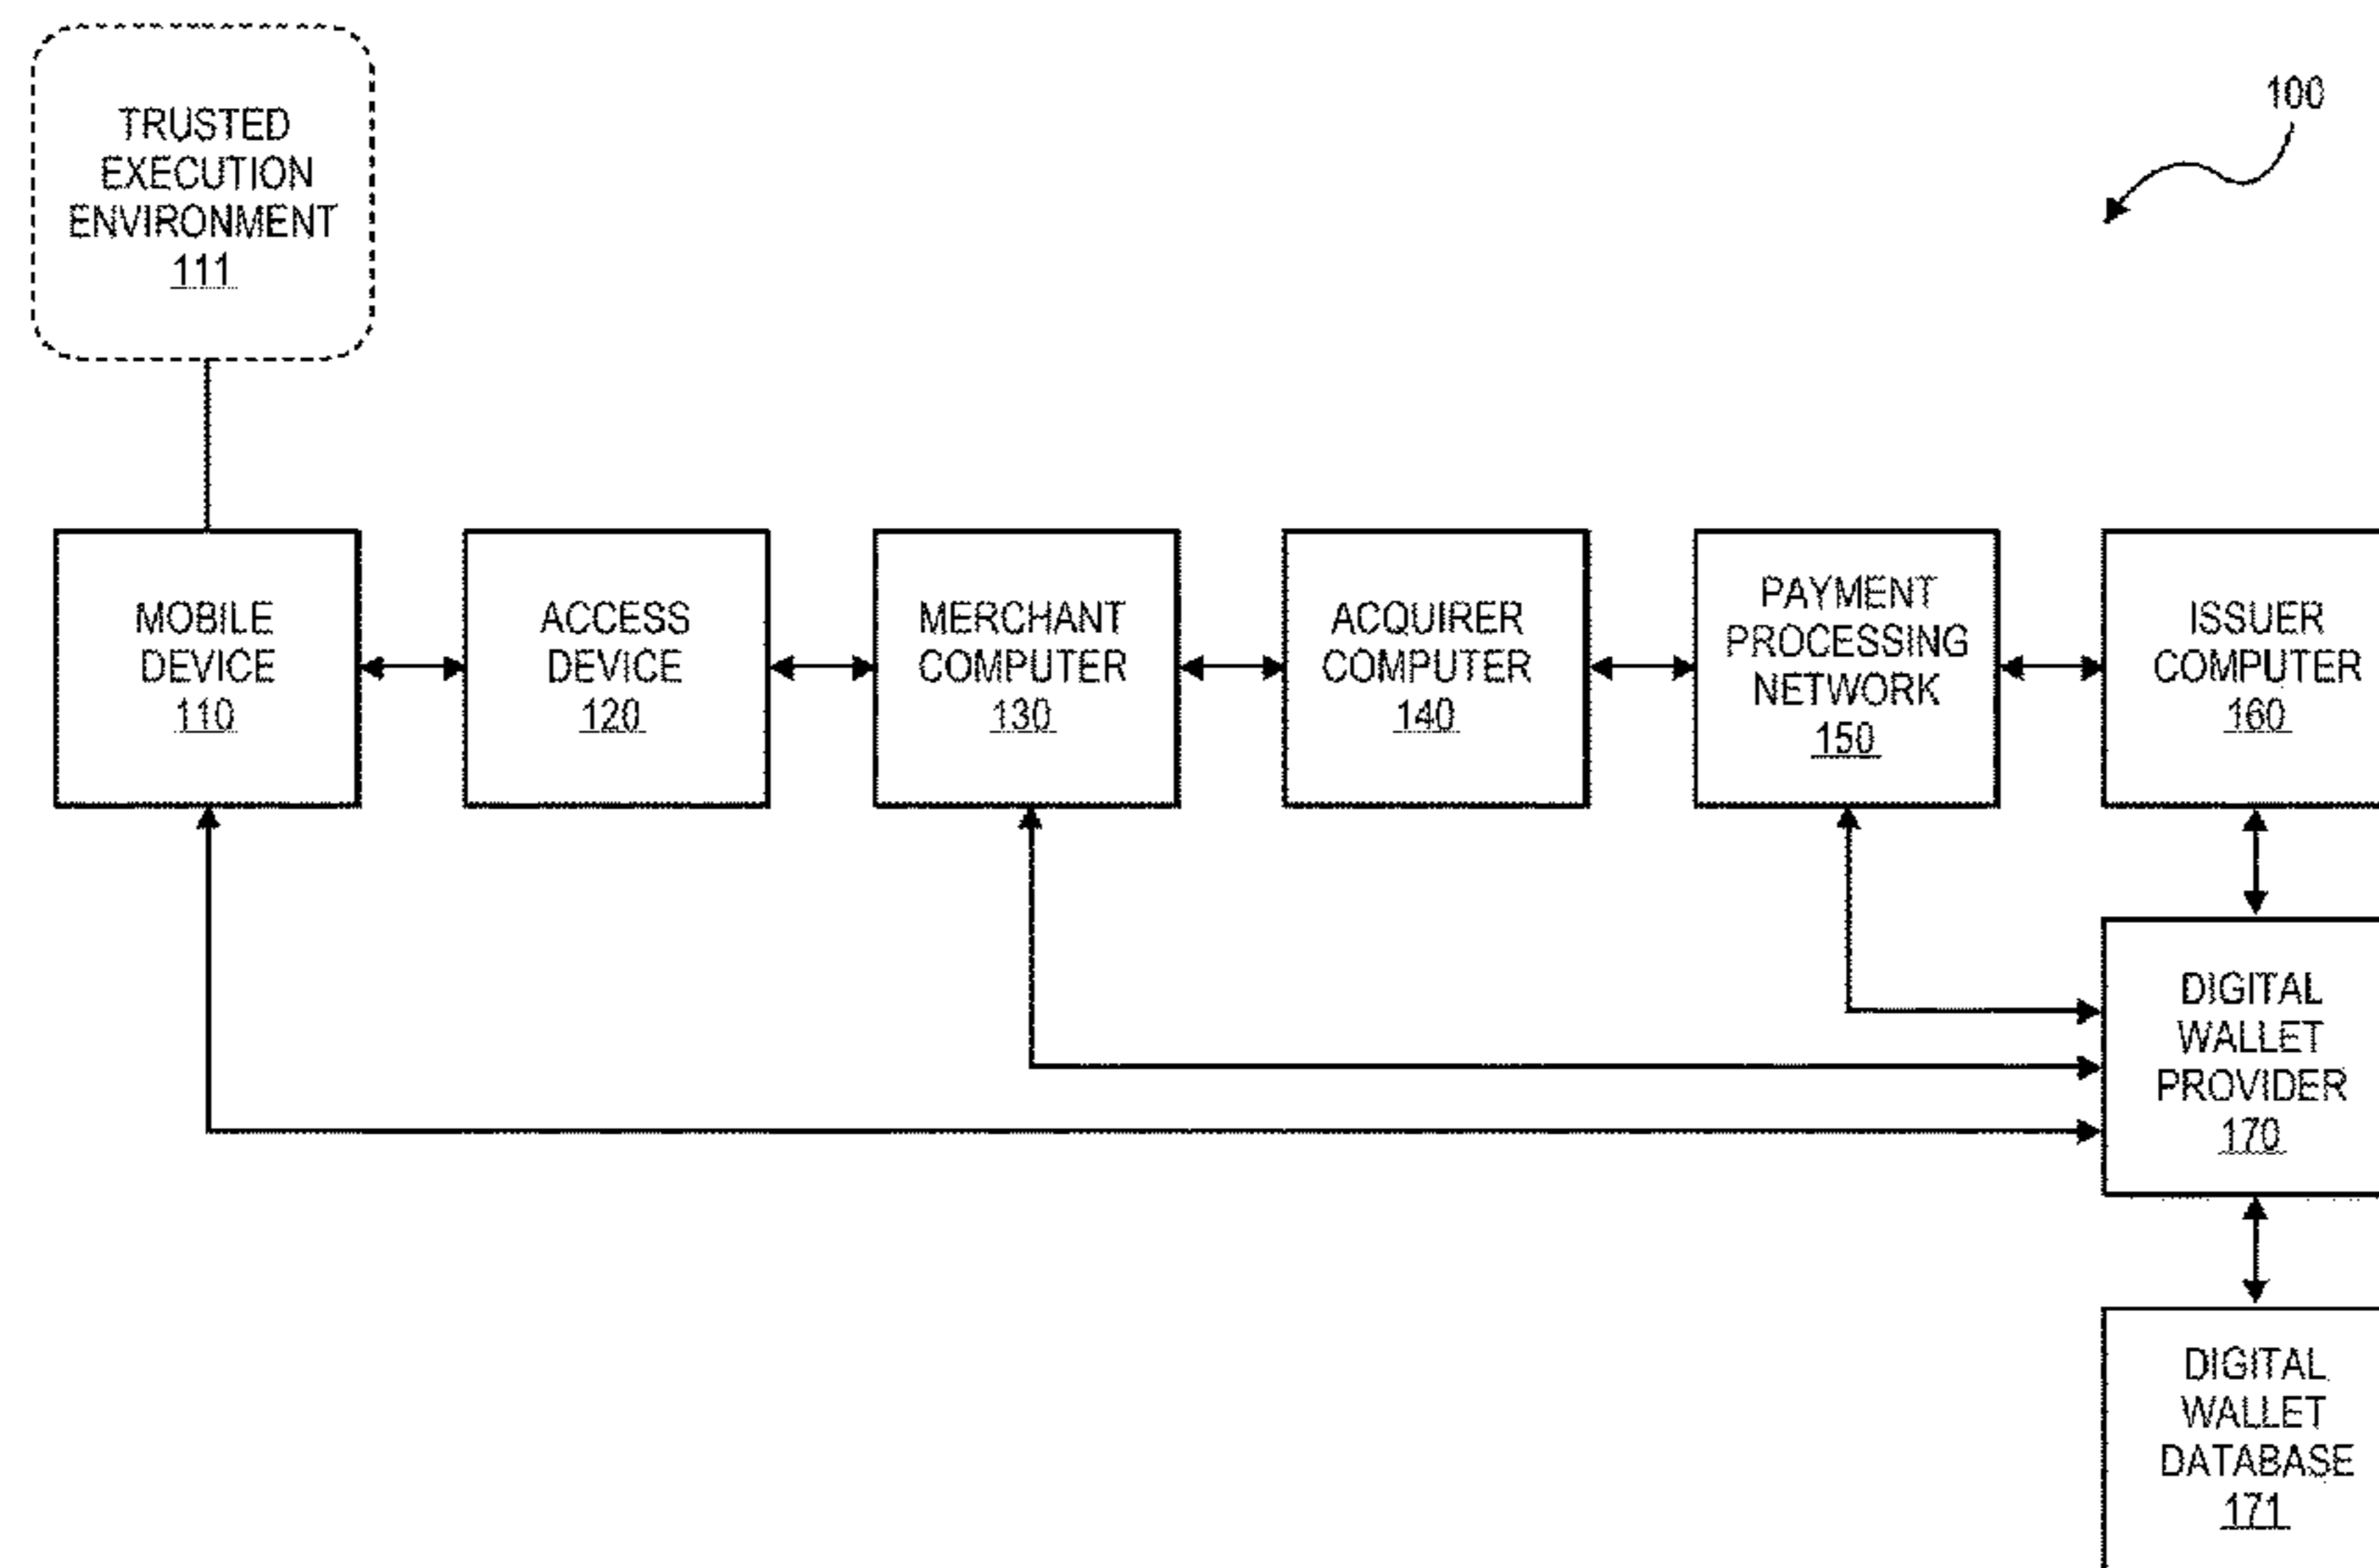 TRUSTED
EXECUTION
ENVIRONMENT
111
100
MOBILE
DEVICE
110
ACCESS
DEVICE
120
MERCHANT
COMPUTER
130
ACQUIRER
COMPUTER
140
PAYMENT
PROCESSING
NETWORK
150
ISSUER
COMPUTER
160
DIGITAL
WALLET
PROVIDER
170
DIGITAL
WALLET
DATABASE
171